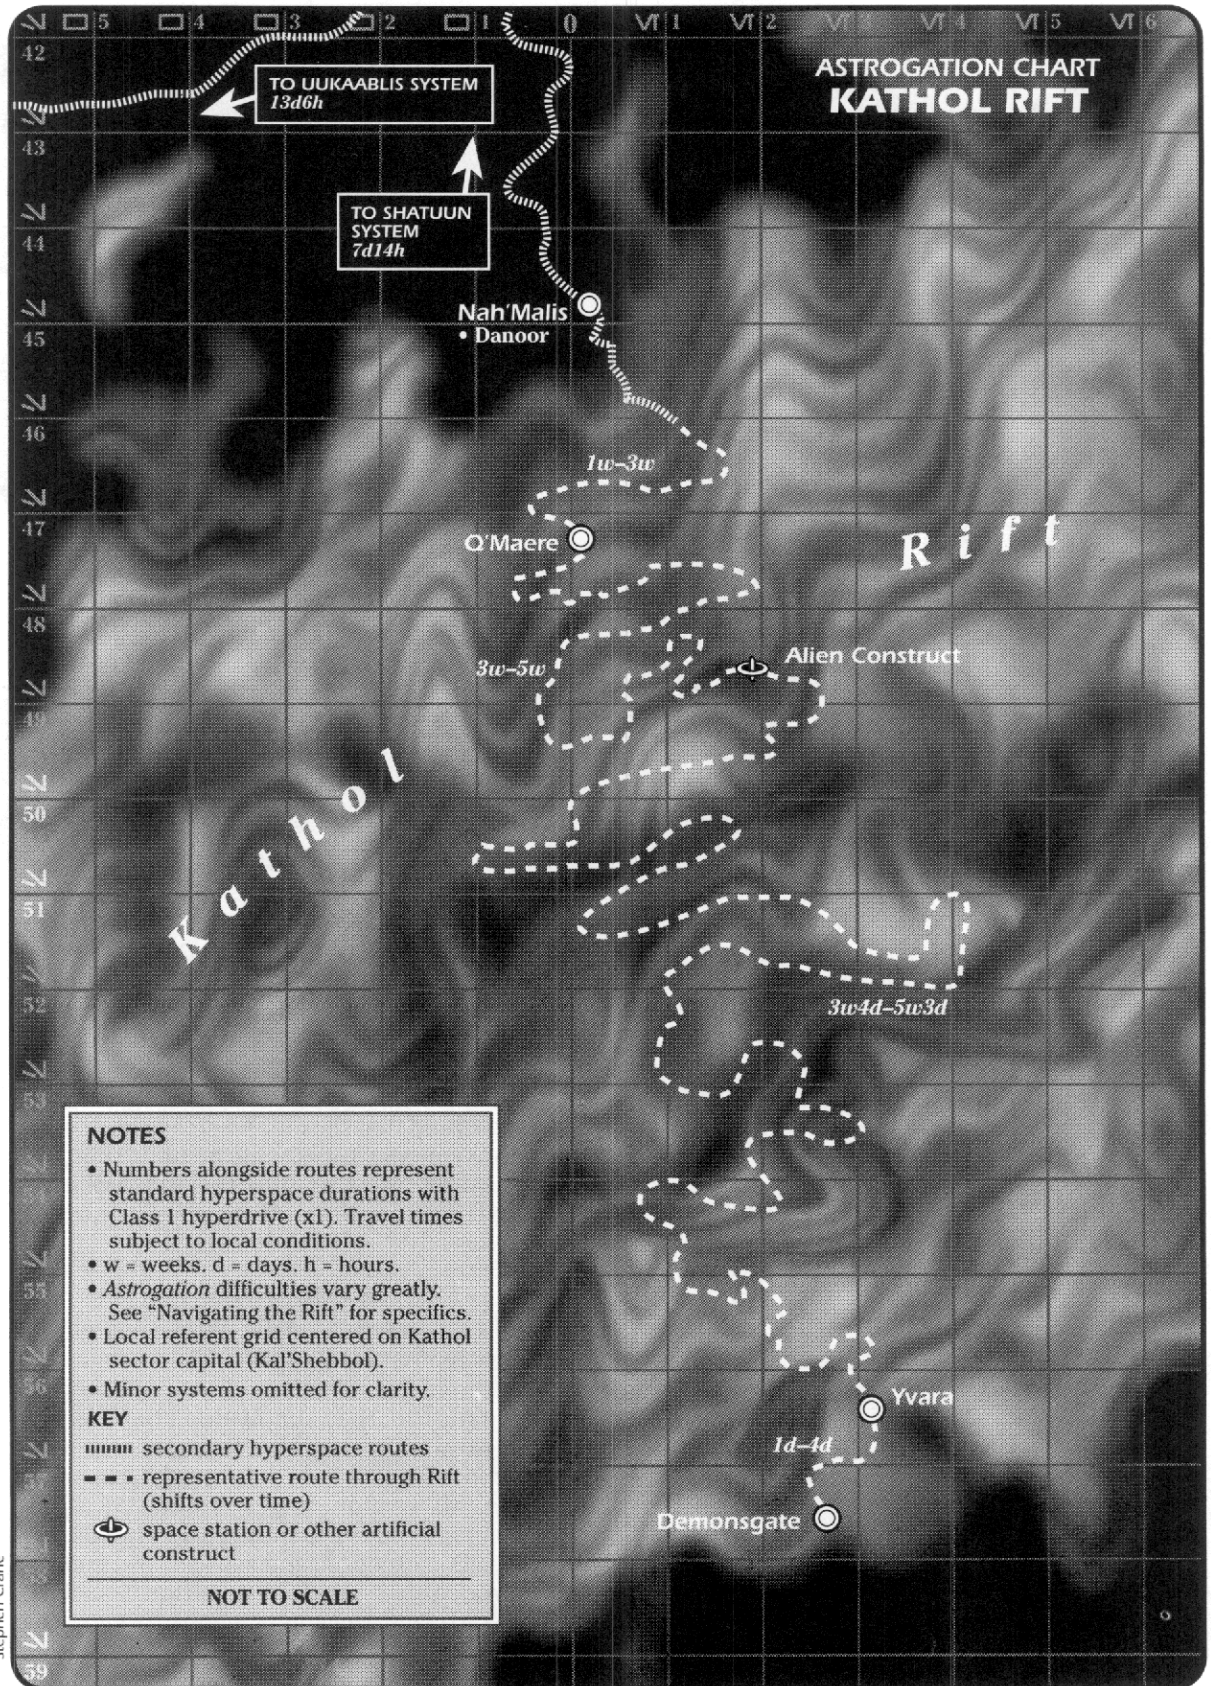 5 4 3 2 1 0 1 2 3 4 5 6
42
ASTROGATION CHART
KATHOL RIFT
TO UUKAABLIS SYSTEM
13d6h
43
TO SHATUUN
SYSTEM
7d14h
44
Nah'Malis
• Danoor
45
46
1w–3w
47
Q'Maere
Rift
48
Alien Construct
3w–5w
49
Kathol
50
51
52
3w4d–5w3d
53
55
56
Yvara
1d–4d
Demonsgate
59
NOTES
• Numbers alongside routes represent
standard hyperspace durations with
Class 1 hyperdrive (x1). Travel times
subject to local conditions.
• w = weeks. d = days. h = hours.
• Astrogation difficulties vary greatly.
See “Navigating the Rift” for specifics.
• Local referent grid centered on Kathol
sector capital (Kal'Shebbol).
• Minor systems omitted for clarity.
KEY
secondary hyperspace routes
representative route through Rift
(shifts over time)
space station or other artificial
construct
NOT TO SCALE